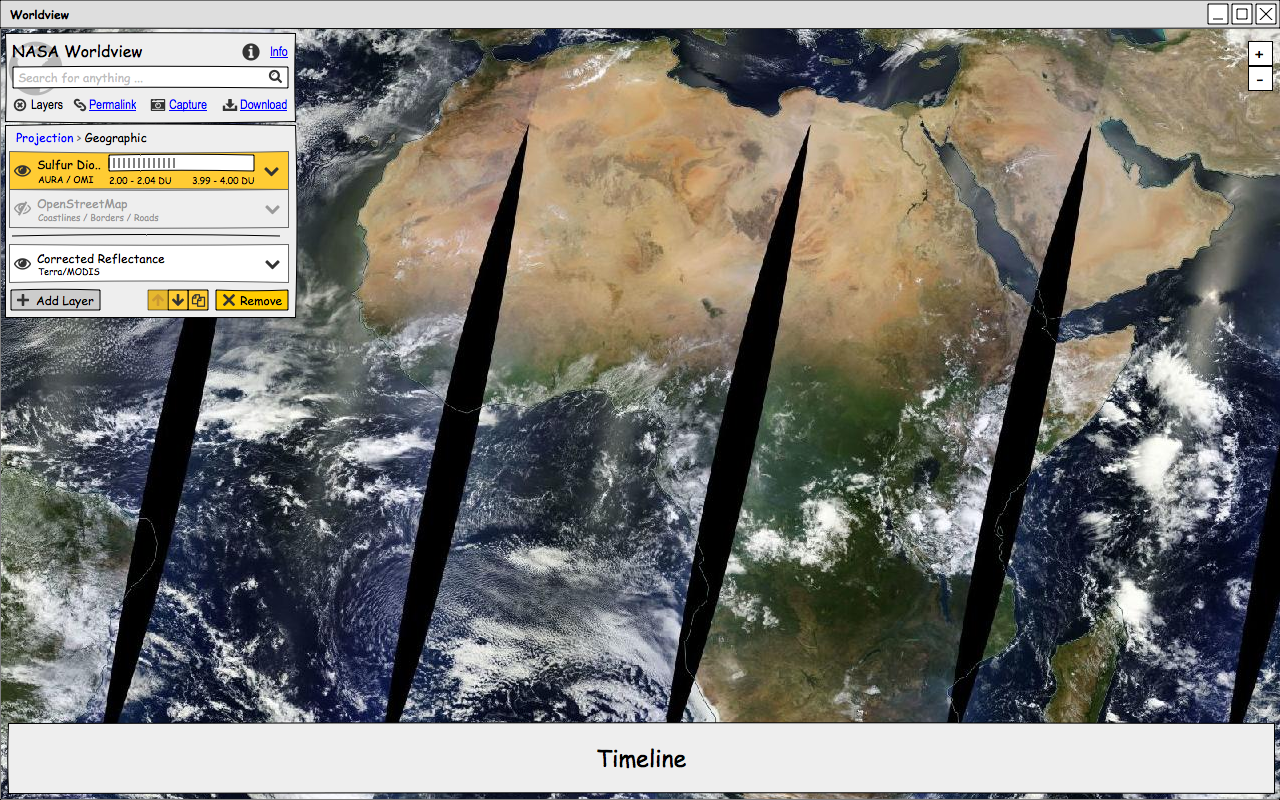 Worldview
NASA Worldview
Info
Search for anything ...
Layers Permalink Capture Download
Projection > Geographic
Sulfur Dio..
AURA / OMI 2.00 - 2.04 DU 3.99 - 4.00 DU
OpenStreetMap
Coastlines / Borders / Roads
Corrected Reflectance
Terra/MODIS
Add Layer Remove
+
-
Timeline